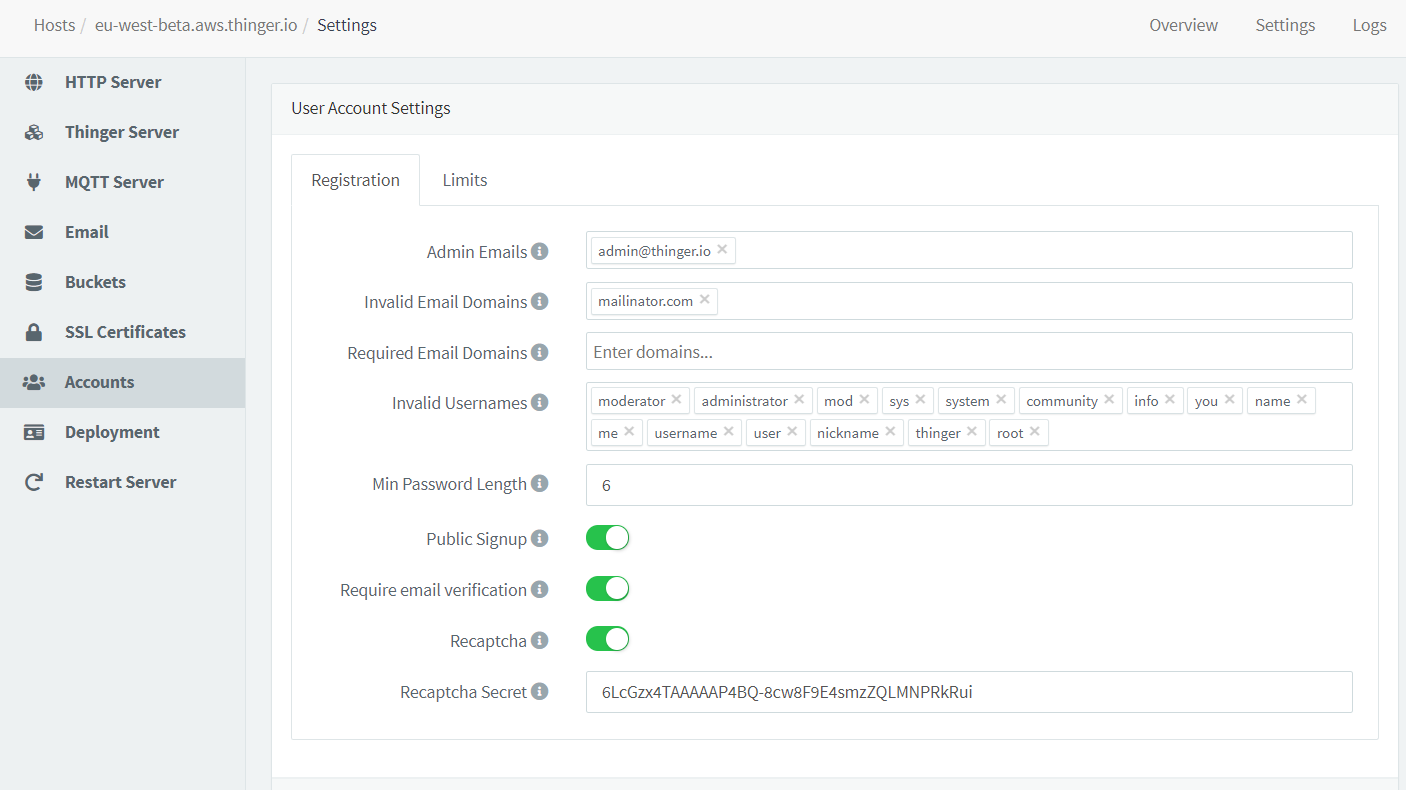 Hosts / eu-west-beta.aws.thinger.io / Settings
Overview Settings Logs
HTTP Server
Thinger Server
MQTT Server
Email
Buckets
SSL Certificates
Accounts
Deployment
Restart Server
User Account Settings
Registration Limits
Admin Emails admin@thinger.io
Invalid Email Domains mailinator.com
Required Email Domains Enter domains...
Invalid Usernames moderator administrator mod sys system community info you name
me username user nickname thinger root
Min Password Length 6
Public Signup
Require email verification
Recaptcha
Recaptcha Secret 6LcGzx4TAAAAAP4BQ-8cw8F9E4smzZQLMNPRkRui